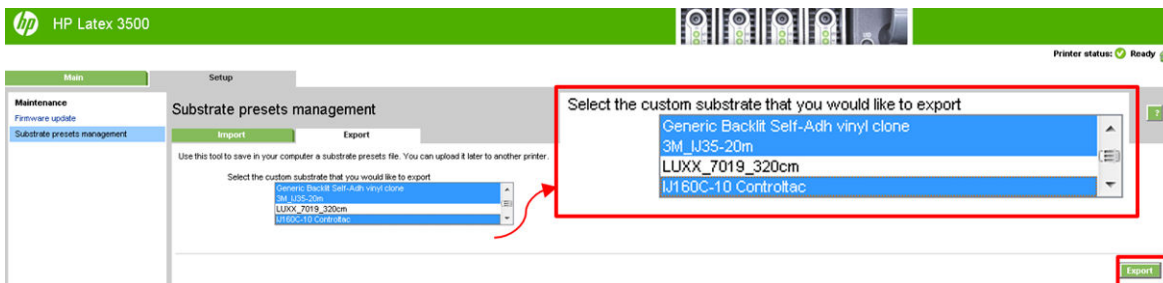 hp HP Latex 3500
Printer status: Ready
Main Setup
Maintenance
Firmware update
Substrate presets management
Substrate presets management
Import Export
Use this tool to save in your computer a substrate presets file. You can upload it later to another printer.
Select the custom substrate that you would like to export
Generic Backlit Self-Adh vinyl clone
3M_IJ35-20m
LUXX_7019_320cm
IJ160C-10 Controltac
Select the custom substrate that you would like to export
Generic Backlit Self-Adh vinyl clone
3M_IJ35-20m
LUXX_7019_320cm
IJ160C-10 Controltac
?
Export